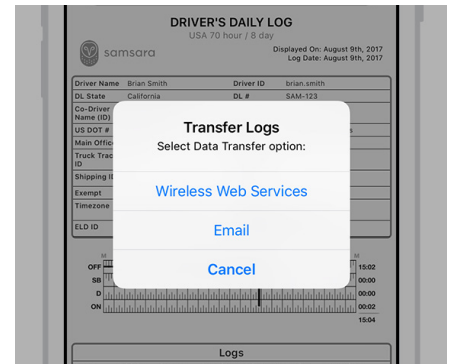 DRIVER'S DAILY LOG
USA 70 hour / 8 day
samsara
Displayed On: August 9th, 2017
Log Date: August 9th, 2017
Driver Name Brian Smith Driver ID brian.smith
DL State California DL # SAM-123
Co-Driver
Name (ID)
US DOT #
Main Offic
Truck Trac
ID
Shipping I
Exempt
Timezone
ELD ID
Transfer Logs
Select Data Transfer option:
Wireless Web Services
Email
Cancel
M M
OFF 15:02
SB 00:00
D 00:00
ON 00:02
15:04
Logs